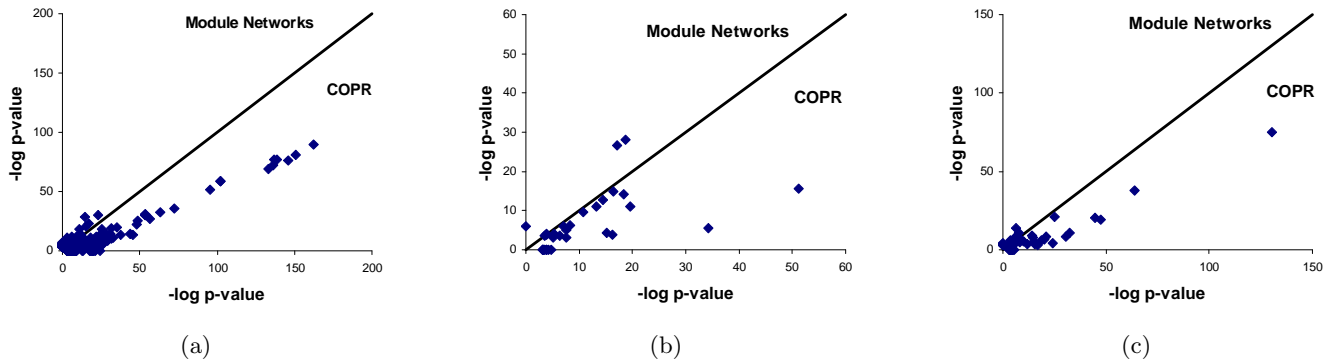 200
150
100
50
0
0 50 100 150 200
-log p-value
-log p-value
Module Networks
COPR
(a)
60
50
40
30
20
10
0
0 10 20 30 40 50 60
-log p-value
-log p-value
Module Networks
COPR
(b)
150
100
50
0
0 50 100 150
-log p-value
-log p-value
Module Networks
COPR
(c)